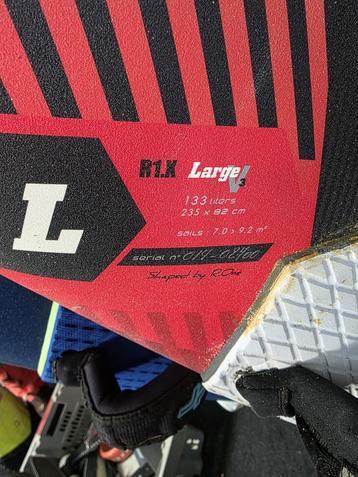 R1.X Large V3
L
133 liters
235 x 82 cm
sails : 7.0 > 9.2 m²
serial n°
Shaped by R.One